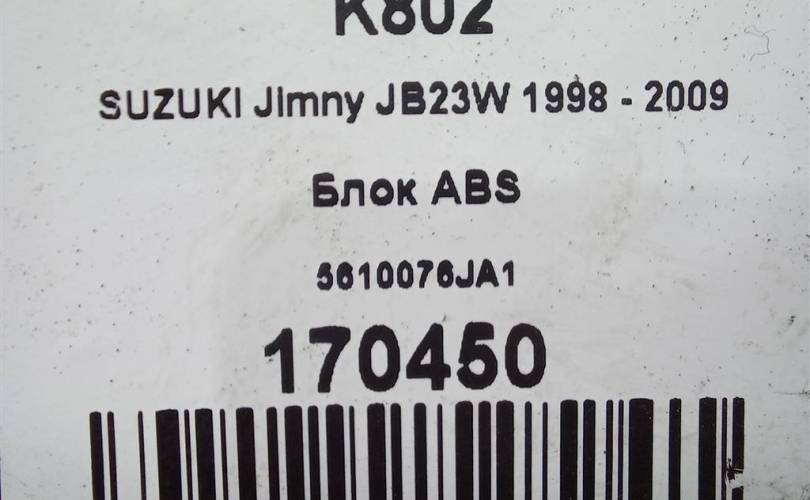 K802
SUZUKI Jimny JB23W 1998 - 2009
Блок ABS
5610076JA1
170450